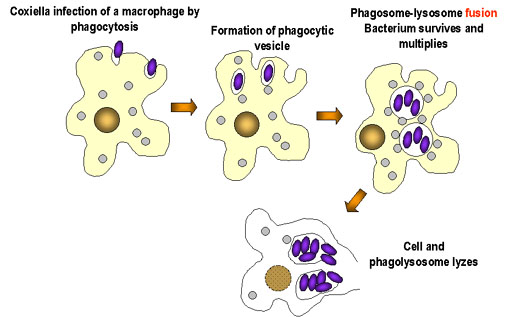 Coxiella infection of a macrophage by
phagocytosis
Formation of phagocytic
vesicle
Phagosome-lysosome fusion
Bacterium survives and
multiplies
Cell and
phagolysosome lyzes